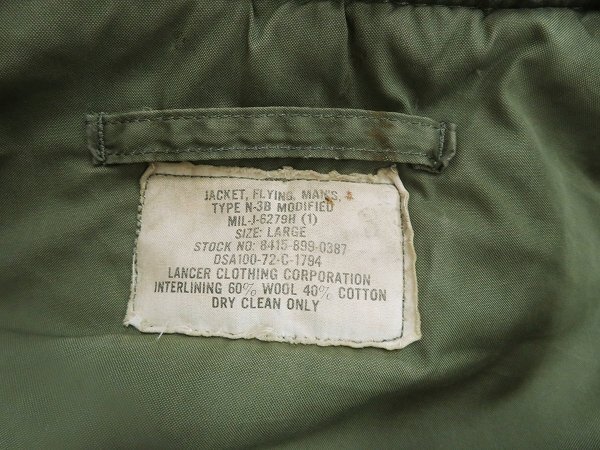 JACKET, FLYING, MAN'S,
TYPE N-3B MODIFIED
MIL-J-6279H (1)
SIZE: LARGE
STOCK NO: 8415-899-0387
DSA100-72-C-1794
LANCER CLOTHING CORPORATION
INTERLINING 60% WOOL 40% COTTON
DRY CLEAN ONLY